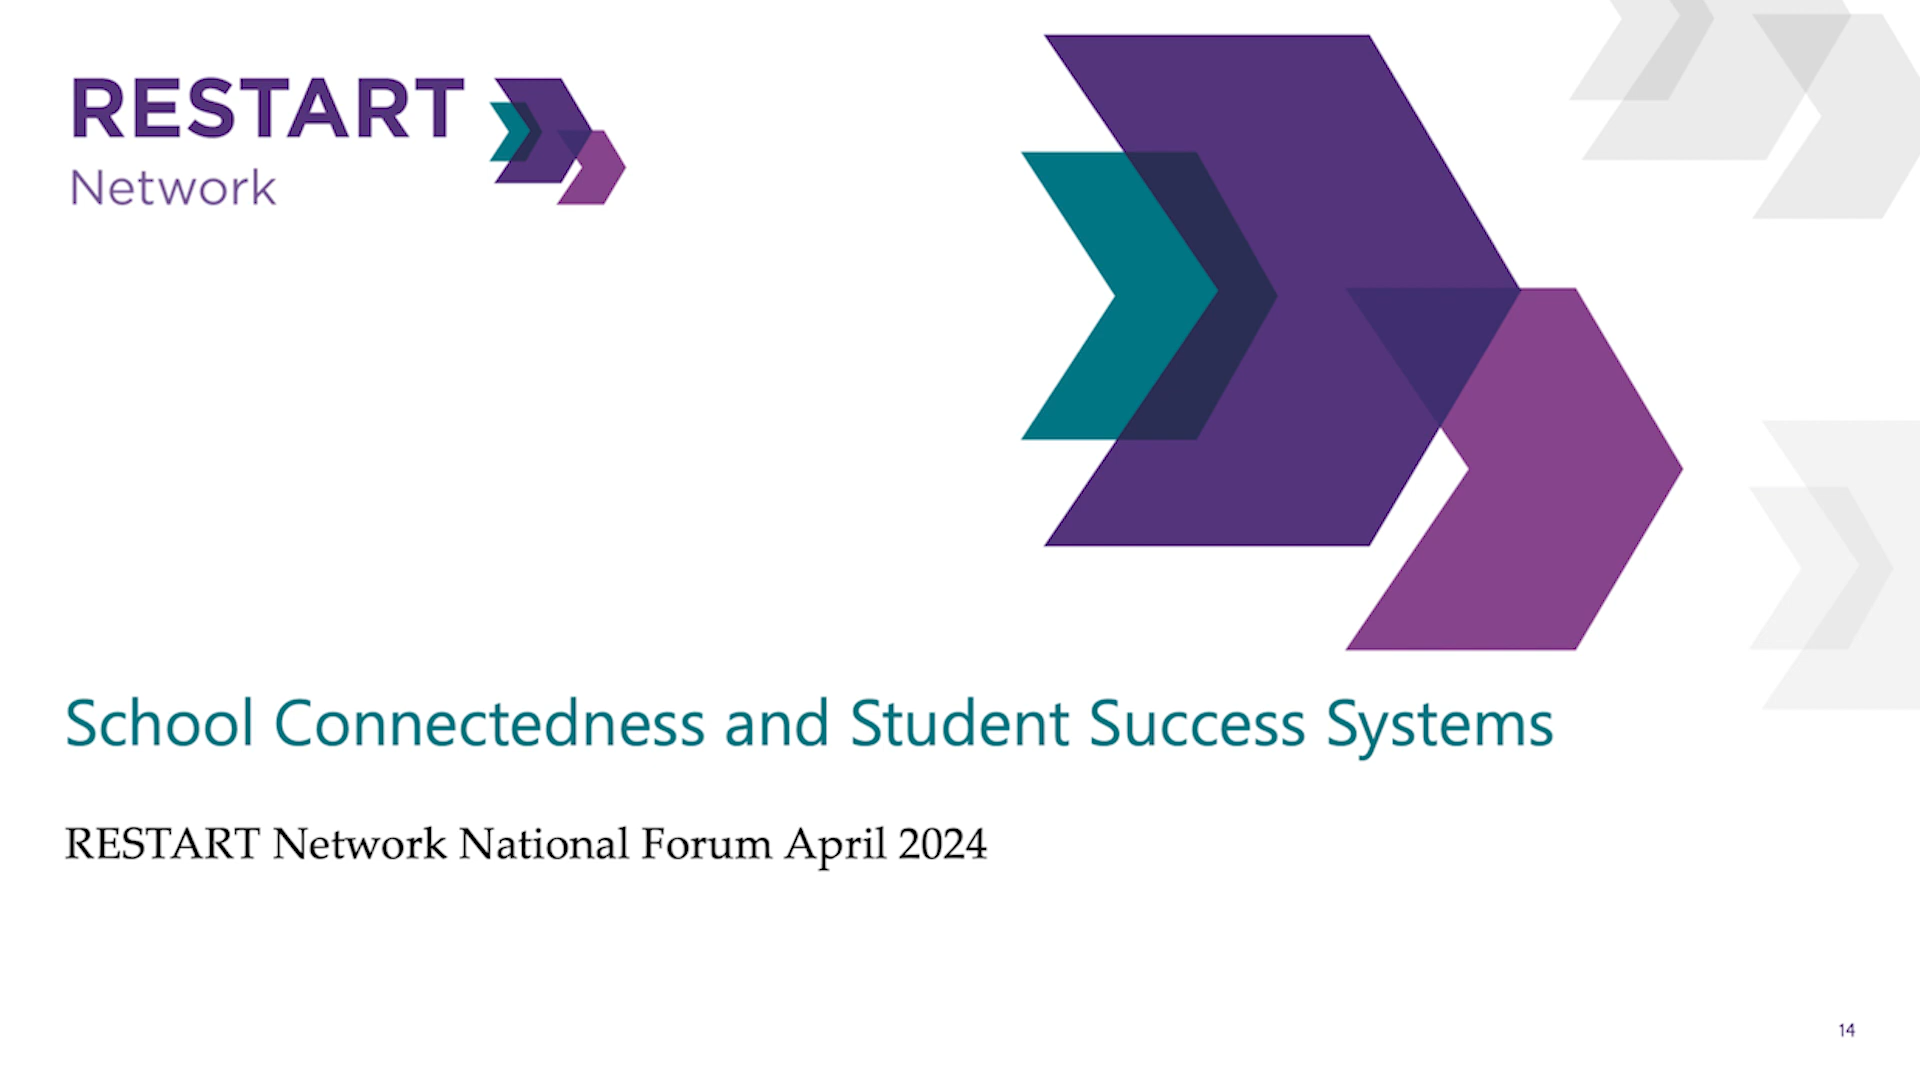 RESTART
Network
School Connectedness and Student Success Systems
RESTART Network National Forum April 2024
14